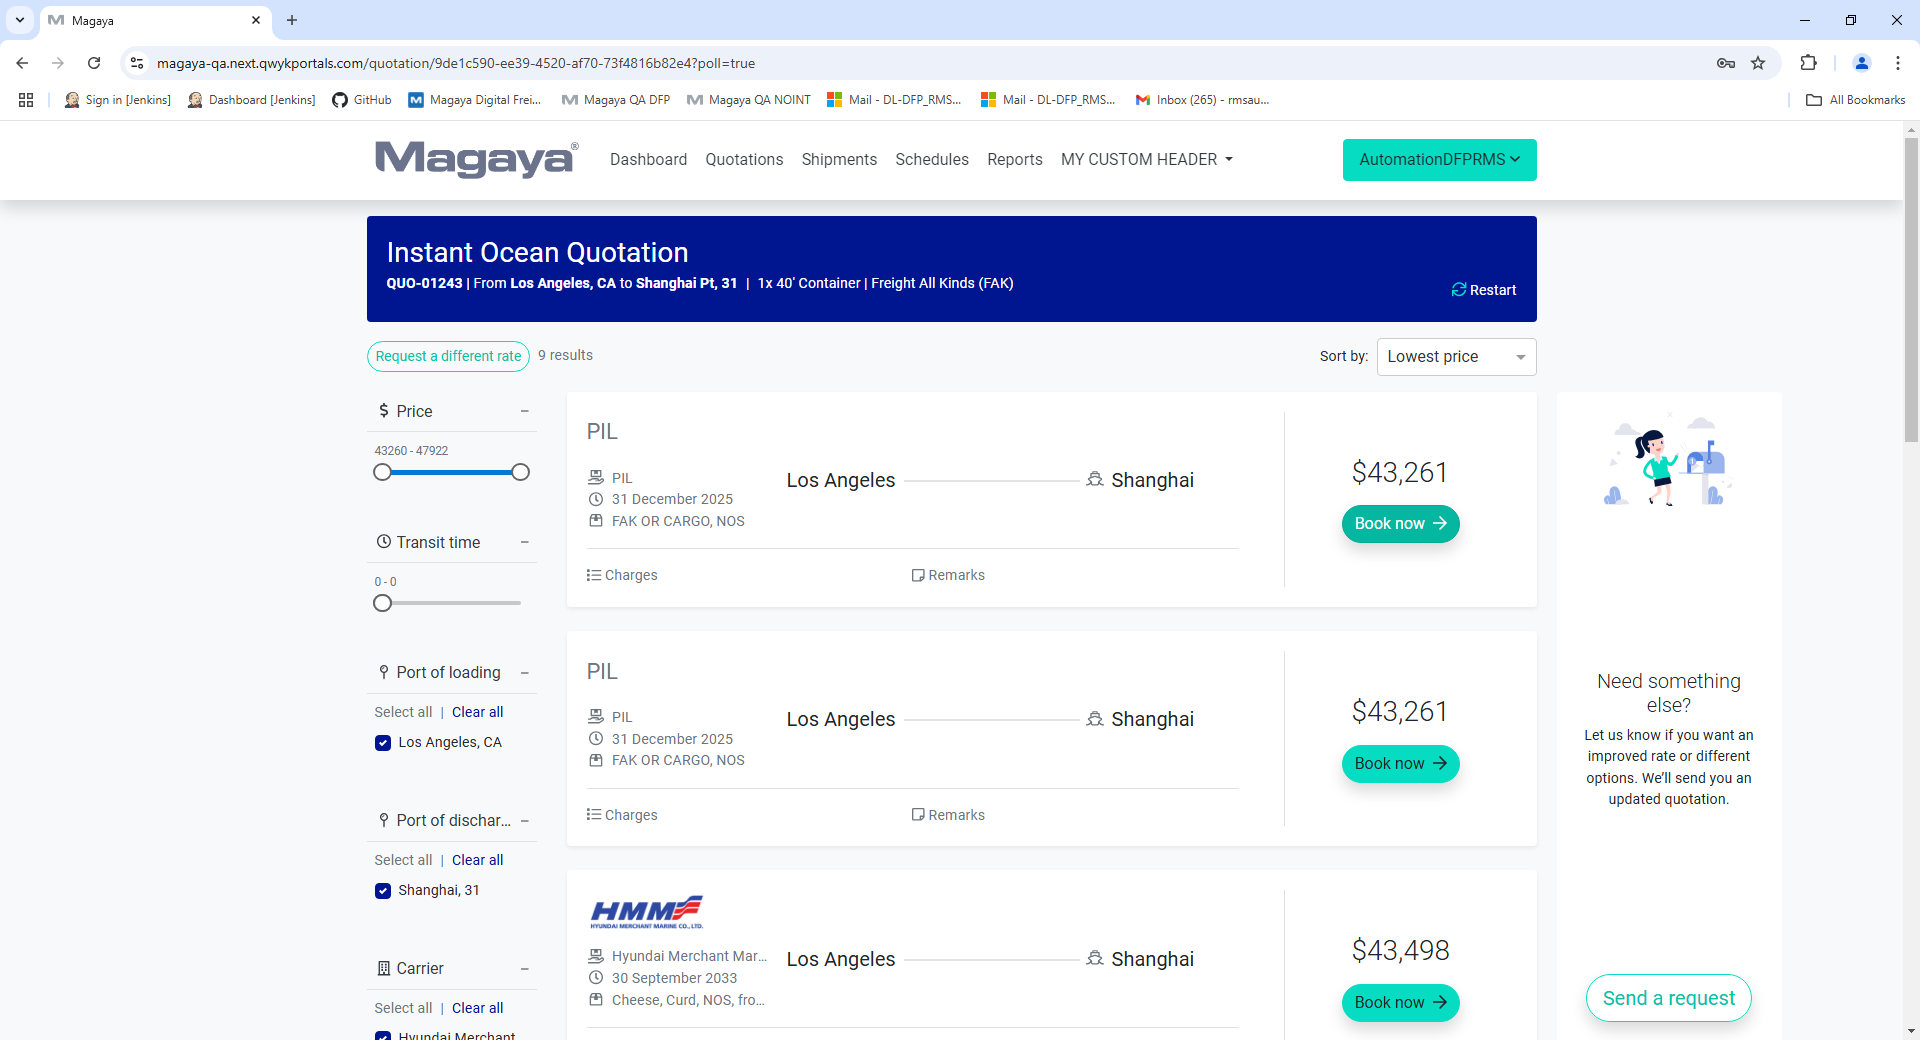 Magaya
magaya-qa.next.qwykportals.com/quotation/9de1c590-ee39-4520-af70-73f4816b82e4?poll=true
Sign in [Jenkins]
Dashboard [Jenkins]
GitHub
Magaya Digital Frei...
Magaya QA DFP
Magaya QA NOINT
Mail - DL-DFP_RMS...
Mail - DL-DFP_RMS...
Inbox (265) - rmsau...
All Bookmarks
Magaya®
Dashboard
Quotations
Shipments
Schedules
Reports
MY CUSTOM HEADER
AutomationDFPRMS
Instant Ocean Quotation
QUO-01243 | From Los Angeles, CA to Shanghai Pt, 31 | 1x 40' Container | Freight All Kinds (FAK)
Restart
Request a different rate
9 results
Sort by:
Lowest price
Price
43260 - 47922
Transit time
0 - 0
Port of loading
Select all | Clear all
Los Angeles, CA
Port of dischar...
Select all | Clear all
Shanghai, 31
Carrier
Select all | Clear all
Hyundai Merchant
PIL
PIL
31 December 2025
FAK OR CARGO, NOS
Los Angeles
Shanghai
$43,261
Book now
Charges
Remarks
PIL
PIL
31 December 2025
FAK OR CARGO, NOS
Los Angeles
Shanghai
$43,261
Book now
Charges
Remarks
HMM
HYUNDAI MERCHANT MARINE CO., LTD.
Hyundai Merchant Mar...
30 September 2033
Cheese, Curd, NOS, fro...
Los Angeles
Shanghai
$43,498
Book now
Need something
else?
Let us know if you want an
improved rate or different
options. We’ll send you an
updated quotation.
Send a request